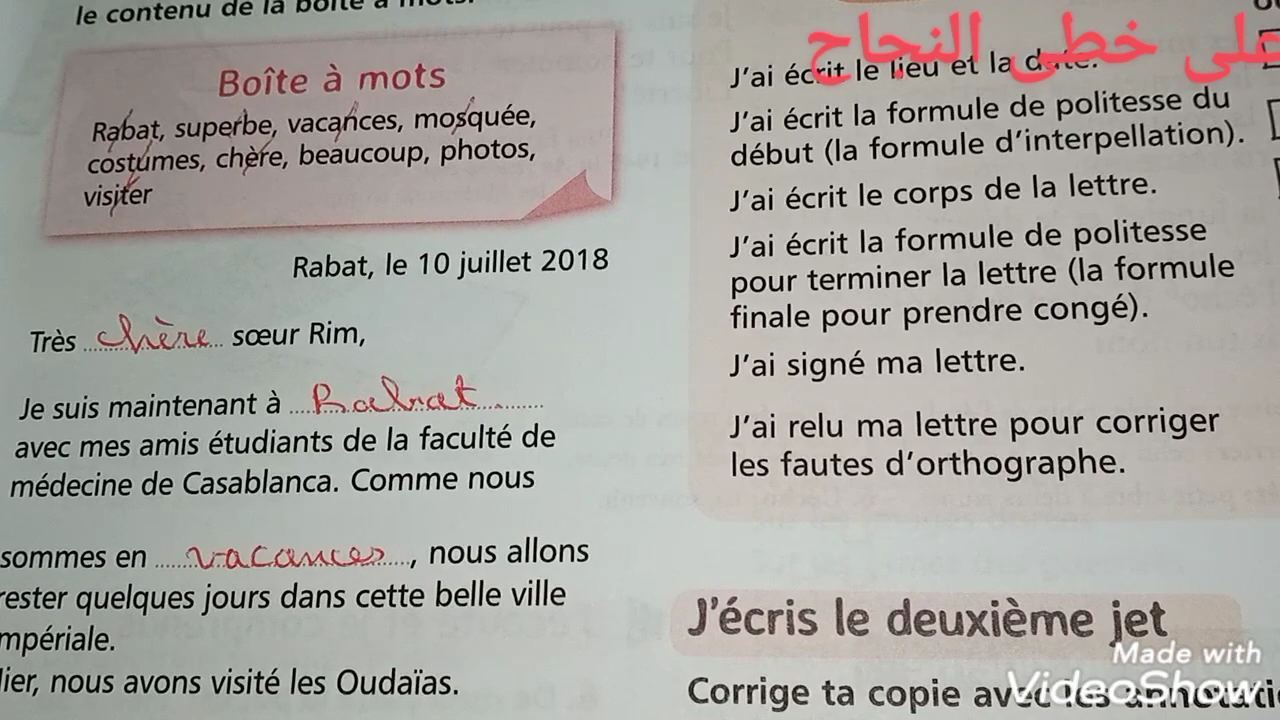 le contenu de la boîte à mots.
Boîte à mots
Rabat, superbe, vacances, mosquée,
costumes, chère, beaucoup, photos,
visiter
Rabat, le 10 juillet 2018
Très chère sœur Rim,
Je suis maintenant à Rabat
avec mes amis étudiants de la faculté de
médecine de Casablanca. Comme nous
sommes en vacances, nous allons
rester quelques jours dans cette belle ville
mpériale.
lier, nous avons visité les Oudaïas.
على خطى النجاح
J'ai écrit le lieu et la date.
J'ai écrit la formule de politesse du
début (la formule d'interpellation).
J'ai écrit le corps de la lettre.
J'ai écrit la formule de politesse
pour terminer la lettre (la formule
finale pour prendre congé).
J'ai signé ma lettre.
J'ai relu ma lettre pour corriger
les fautes d'orthographe.
J'écris le deuxième jet
Corrige ta copie avec les annotati
Made with
VideoShow